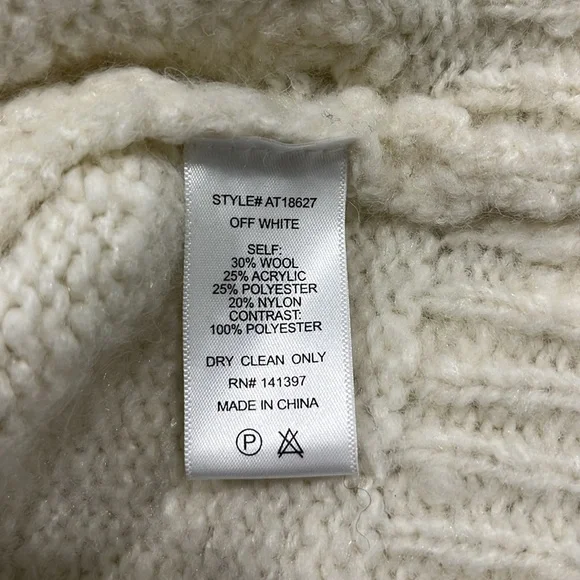 STYLE# AT18627
OFF WHITE
SELF:
30% WOOL
25% ACRYLIC
25% POLYESTER
20% NYLON
CONTRAST:
100% POLYESTER
DRY CLEAN ONLY
RN# 141397
MADE IN CHINA
P